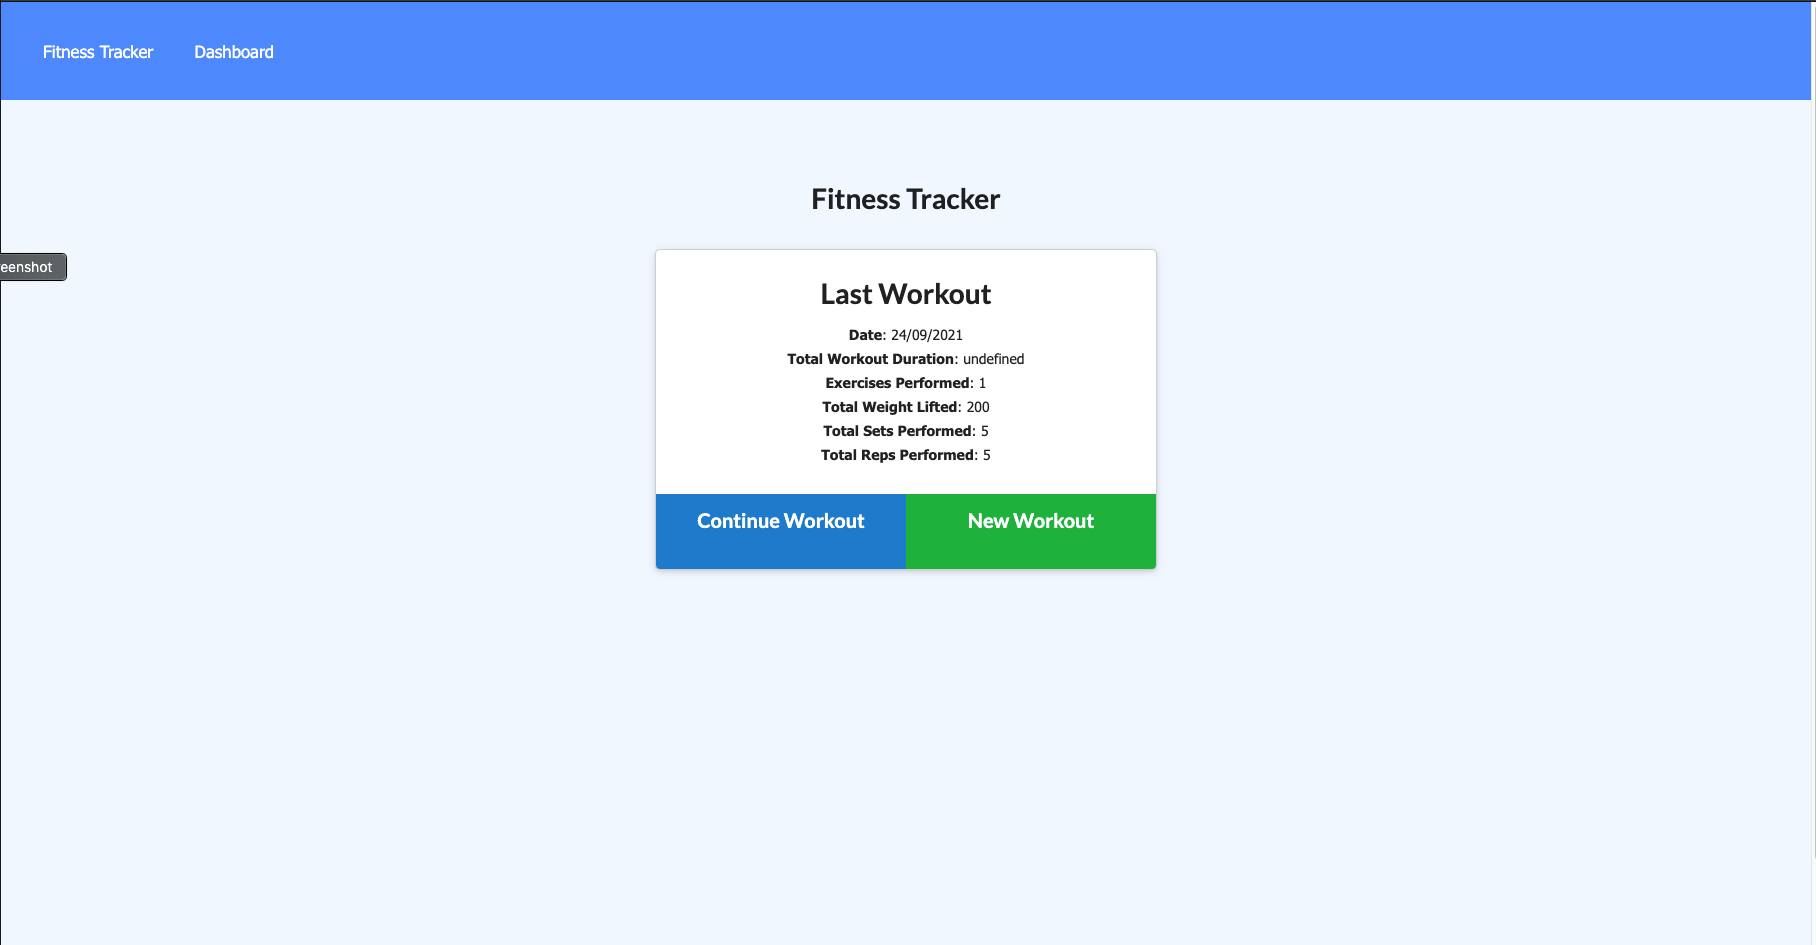 Fitness Tracker Dashboard
Fitness Tracker
eenshot
Last Workout
Date: 24/09/2021
Total Workout Duration: undefined
Exercises Performed: 1
Total Weight Lifted: 200
Total Sets Performed: 5
Total Reps Performed: 5
Continue Workout New Workout